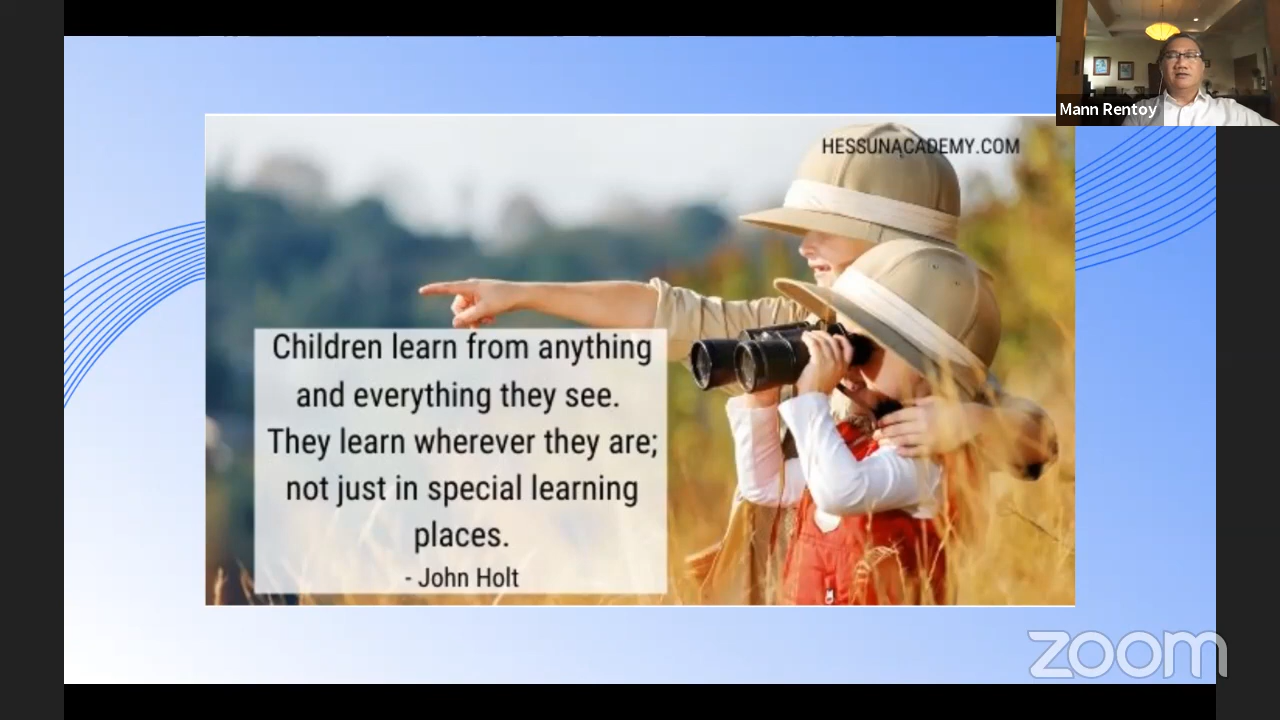 Mann Rentoy
HESSUNACADEMY.COM
Children learn from anything
and everything they see.
They learn wherever they are;
not just in special learning
places.
- John Holt
zoom